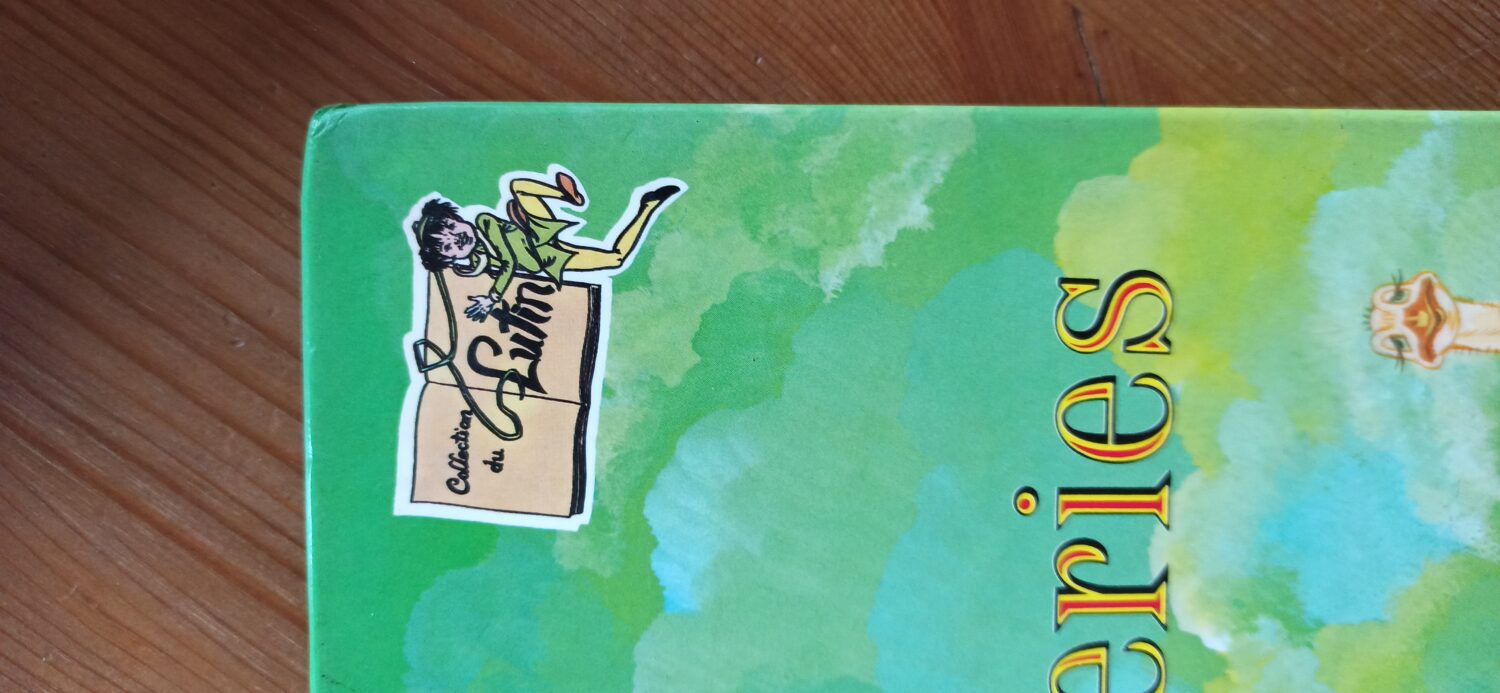 Collection
du Lutin
eries